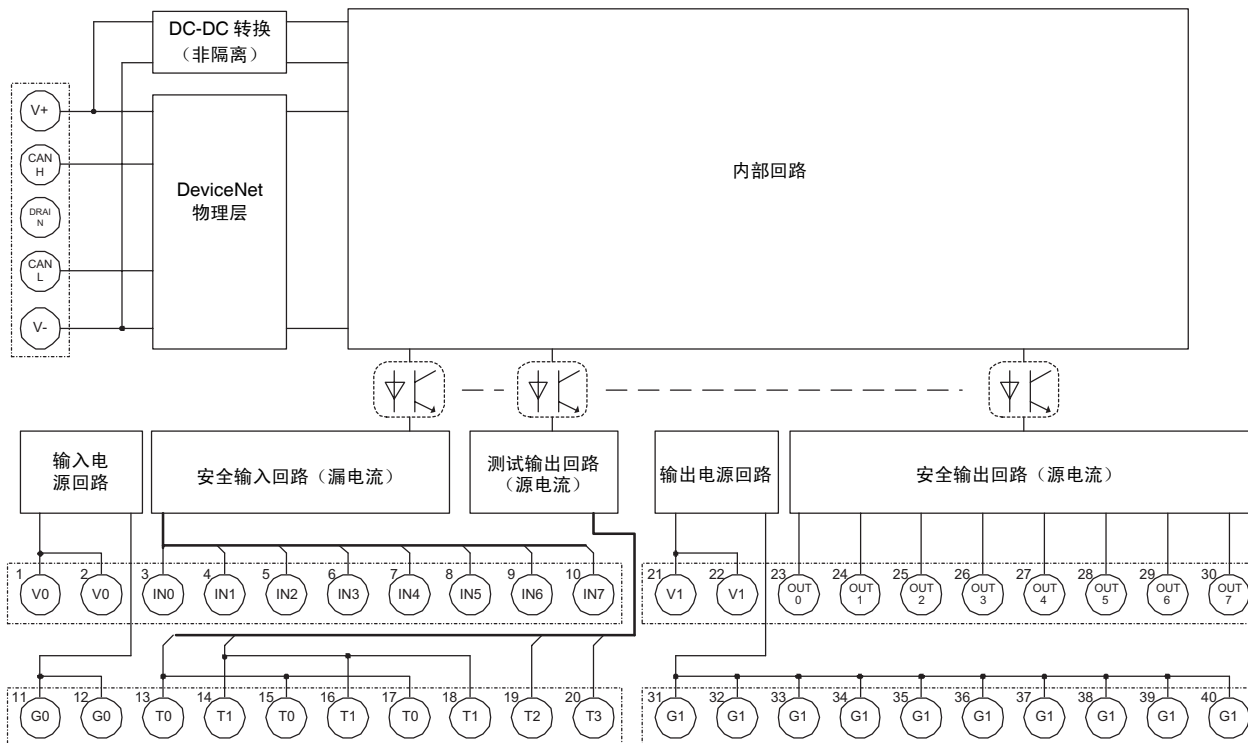 DC-DC 转换
（非隔离）
V+
CAN
H
DRAI
N
CAN
L
V-
DeviceNet
物理层
内部回路
输入电
源回路
安全输入回路（漏电流）
测试输出回路
（源电流）
输出电源回路
安全输出回路（源电流）
1 V0 2 V0 3 IN0 4 IN1 5 IN2 6 IN3 7 IN4 8 IN5 9 IN6 10 IN7
21 V1 22 V1 23 OUT 0 24 OUT 1 25 OUT 2 26 OUT 3 27 OUT 4 28 OUT 5 29 OUT 6 30 OUT 7
11 G0 12 G0 13 T0 14 T1 15 T0 16 T1 17 T0 18 T1 19 T2 20 T3
31 G1 32 G1 33 G1 34 G1 35 G1 36 G1 37 G1 38 G1 39 G1 40 G1